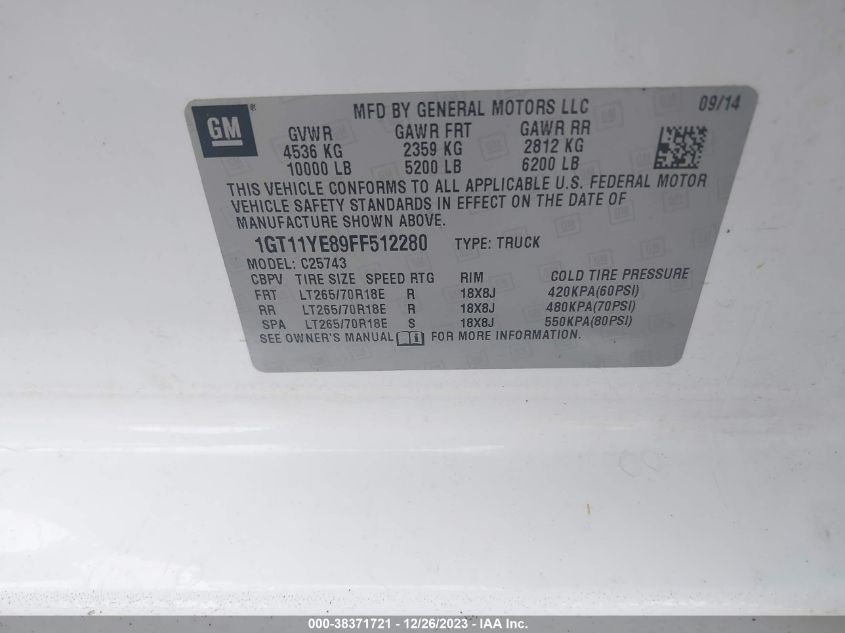 GM ® MFD BY GENERAL MOTORS LLC 09/14
GVWR GAWR FRT GAWR RR
4536 KG 2359 KG 2812 KG
10000 LB 5200 LB 6200 LB
THIS VEHICLE CONFORMS TO ALL APPLICABLE U.S. FEDERAL MOTOR
VEHICLE SAFETY STANDARDS IN EFFECT ON THE DATE OF
MANUFACTURE SHOWN ABOVE.
1GT11YE89FF512280 TYPE: TRUCK
MODEL: C25743
CBPV TIRE SIZE SPEED RTG RIM COLD TIRE PRESSURE
FRT LT265/70R18E R 18X8J 420KPA(60PSI)
RR LT265/70R18E R 18X8J 480KPA(70PSI)
SPA LT265/70R18E S 18X8J 550KPA(80PSI)
SEE OWNER'S MANUAL FOR MORE INFORMATION.
000-38371721 - 12/26/2023 - IAA Inc.